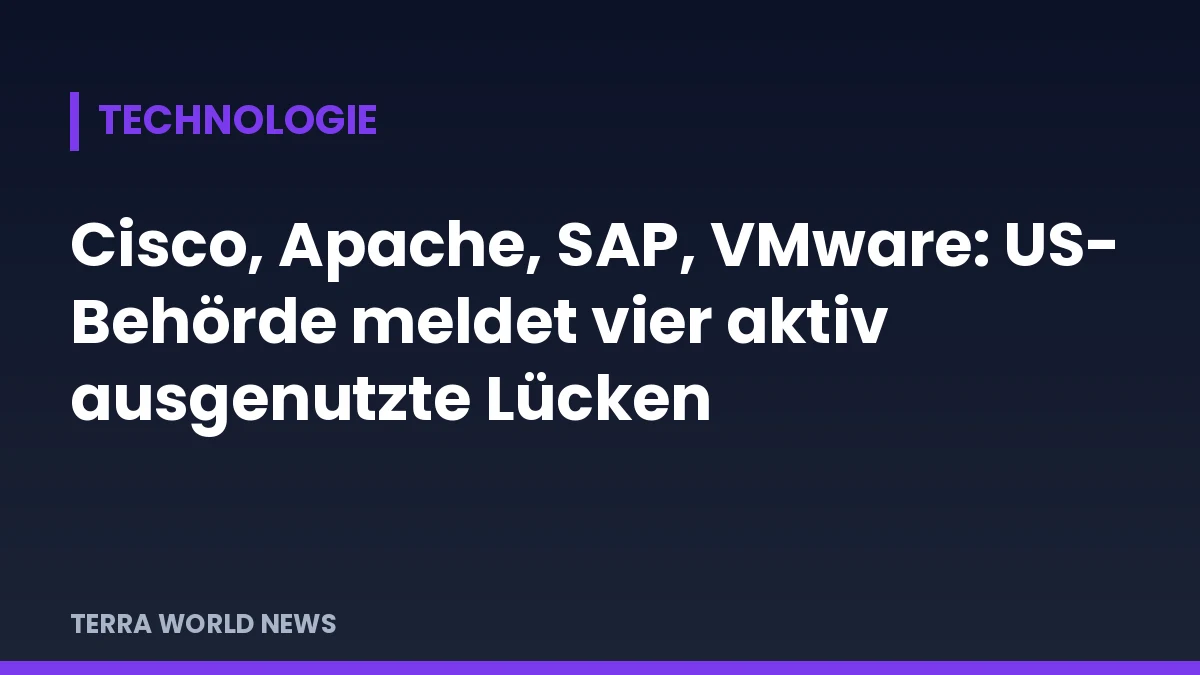 TECHNOLOGIE
Cisco, Apache, SAP, VMware: US-
Behörde meldet vier aktiv
ausgenutzte Lücken
TERRA WORLD NEWS